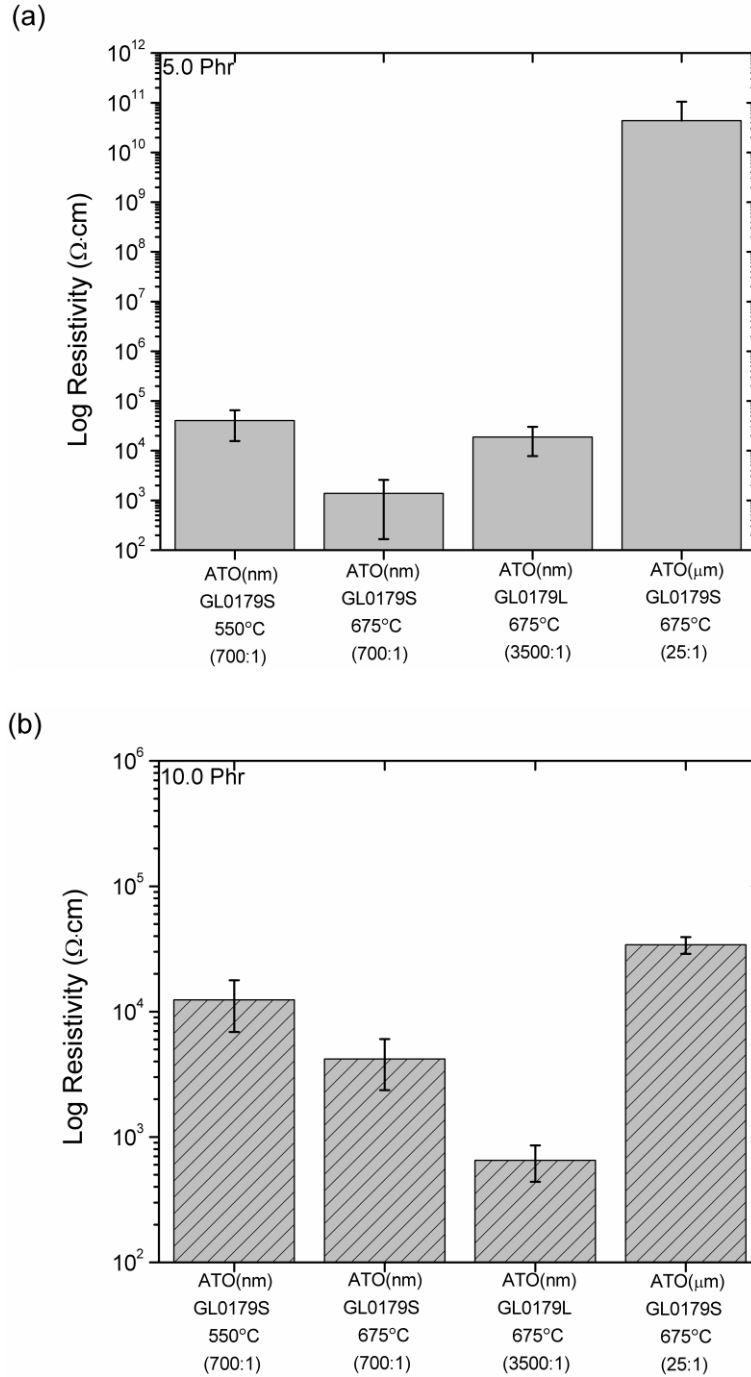 (a)
10¹²
5.0 Phr
10¹¹
10¹⁰
10⁹
10⁸
10⁷
10⁶
10⁵
10⁴
10³
10²
Log Resistivity (Ω·cm)
ATO(nm) ATO(nm) ATO(nm) ATO(μm)
GL0179S GL0179S GL0179L GL0179S
550°C 675°C 675°C 675°C
(700:1) (700:1) (3500:1) (25:1)
(b)
10⁶
10.0 Phr
10⁵
10⁴
10³
10²
Log Resistivity (Ω·cm)
ATO(nm) ATO(nm) ATO(nm) ATO(μm)
GL0179S GL0179S GL0179L GL0179S
550°C 675°C 675°C 675°C
(700:1) (700:1) (3500:1) (25:1)